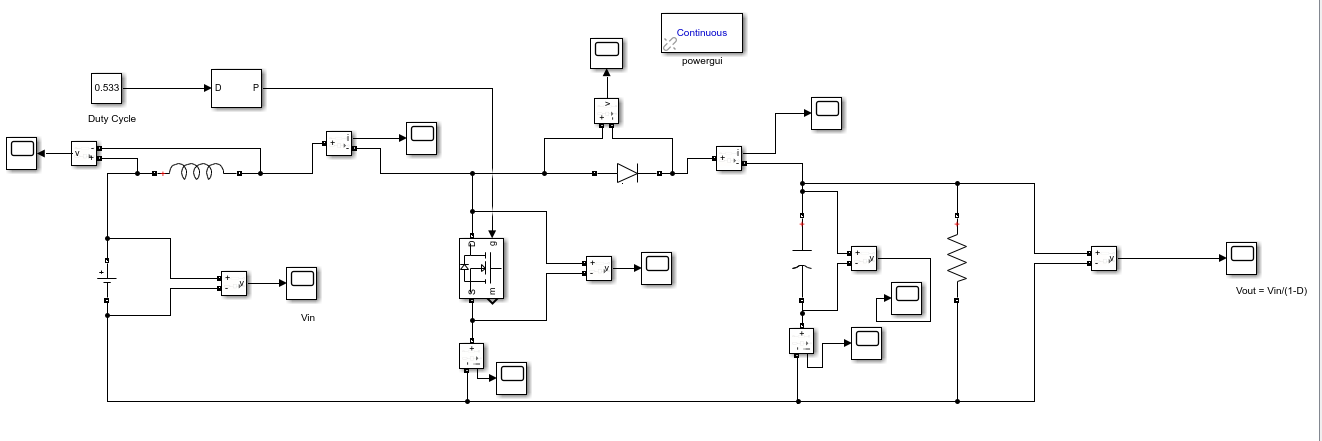 Continuous
powergui
0.533
D P
Duty Cycle
v
-
+
+
i
-
v
+
-
+
i
-
D
g
S
m
+
-
v
+
-
v
+
-
v
+
-
v
+
i
-
+
i
-
+
Vin
Vout = Vin/(1-D)